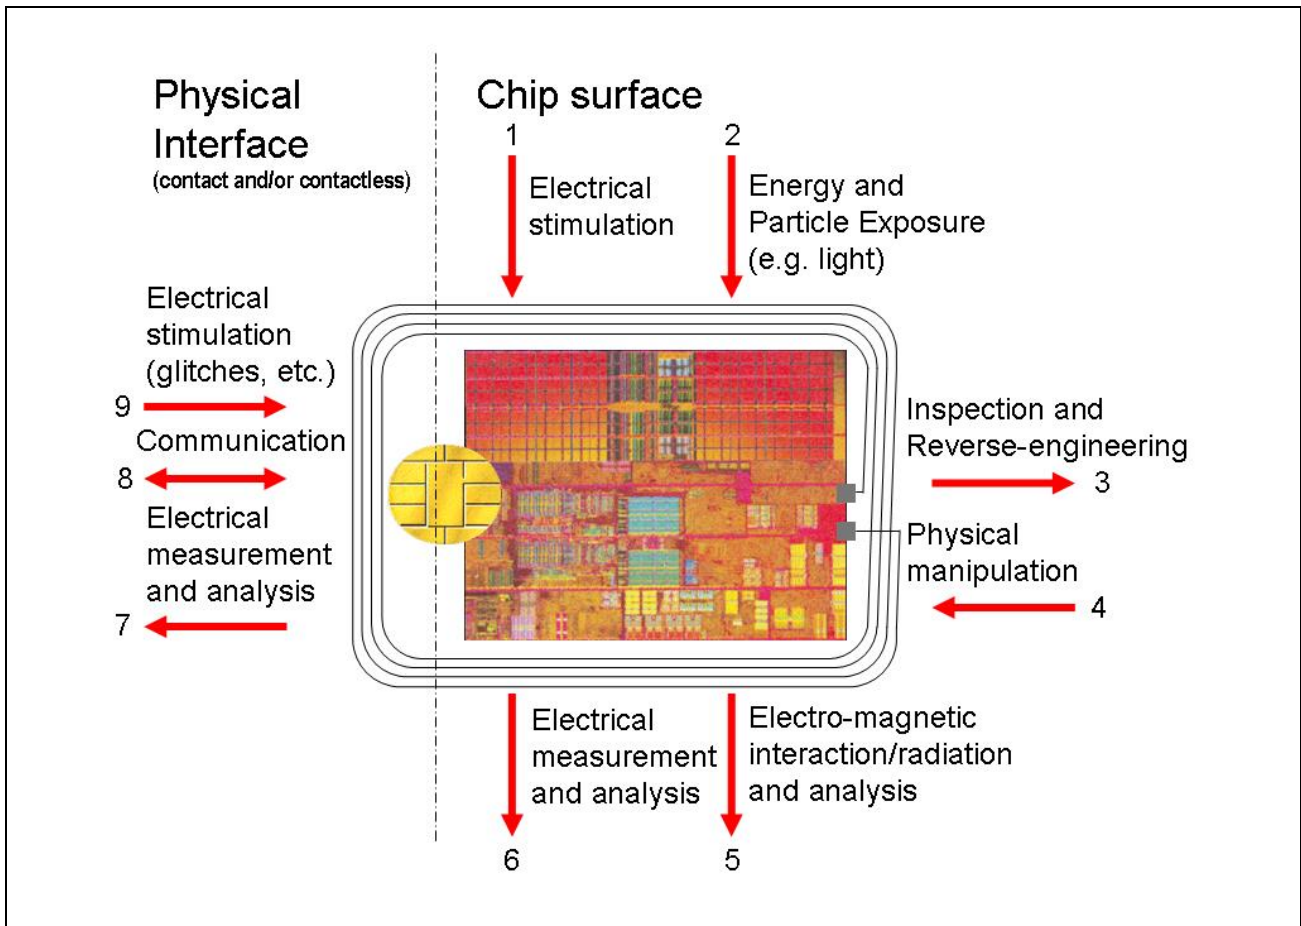 Physical
Interface
(contact and/or contactless)
Chip surface
1
2
Electrical
stimulation
Energy and
Particle Exposure
(e.g. light)
Electrical
stimulation
(glitches, etc.)
9
Communication
8
Electrical
measurement
and analysis
7
Inspection and
Reverse-engineering
3
Physical
manipulation
4
Electrical
measurement
and analysis
6
Electro-magnetic
interaction/radiation
and analysis
5